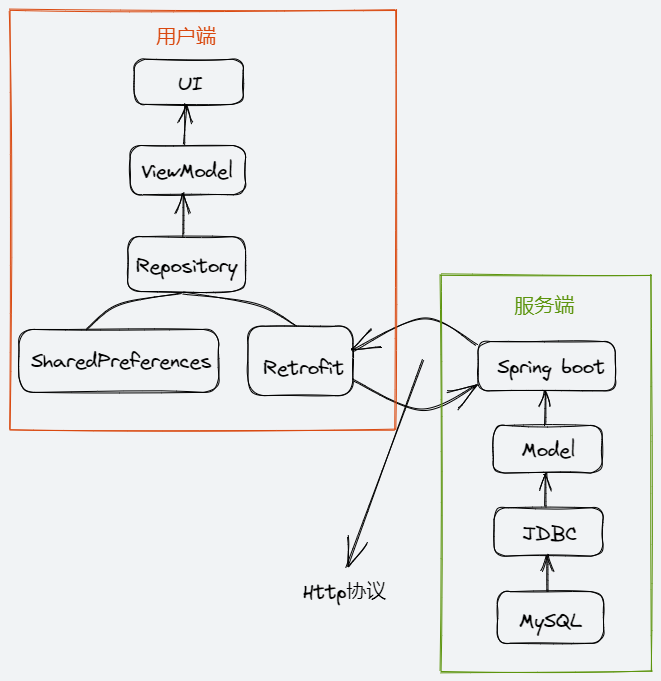 用户端
UI
ViewModel
Repository
SharedPreferences
Retrofit
服务端
Spring boot
Model
JDBC
MySQL
Http协议